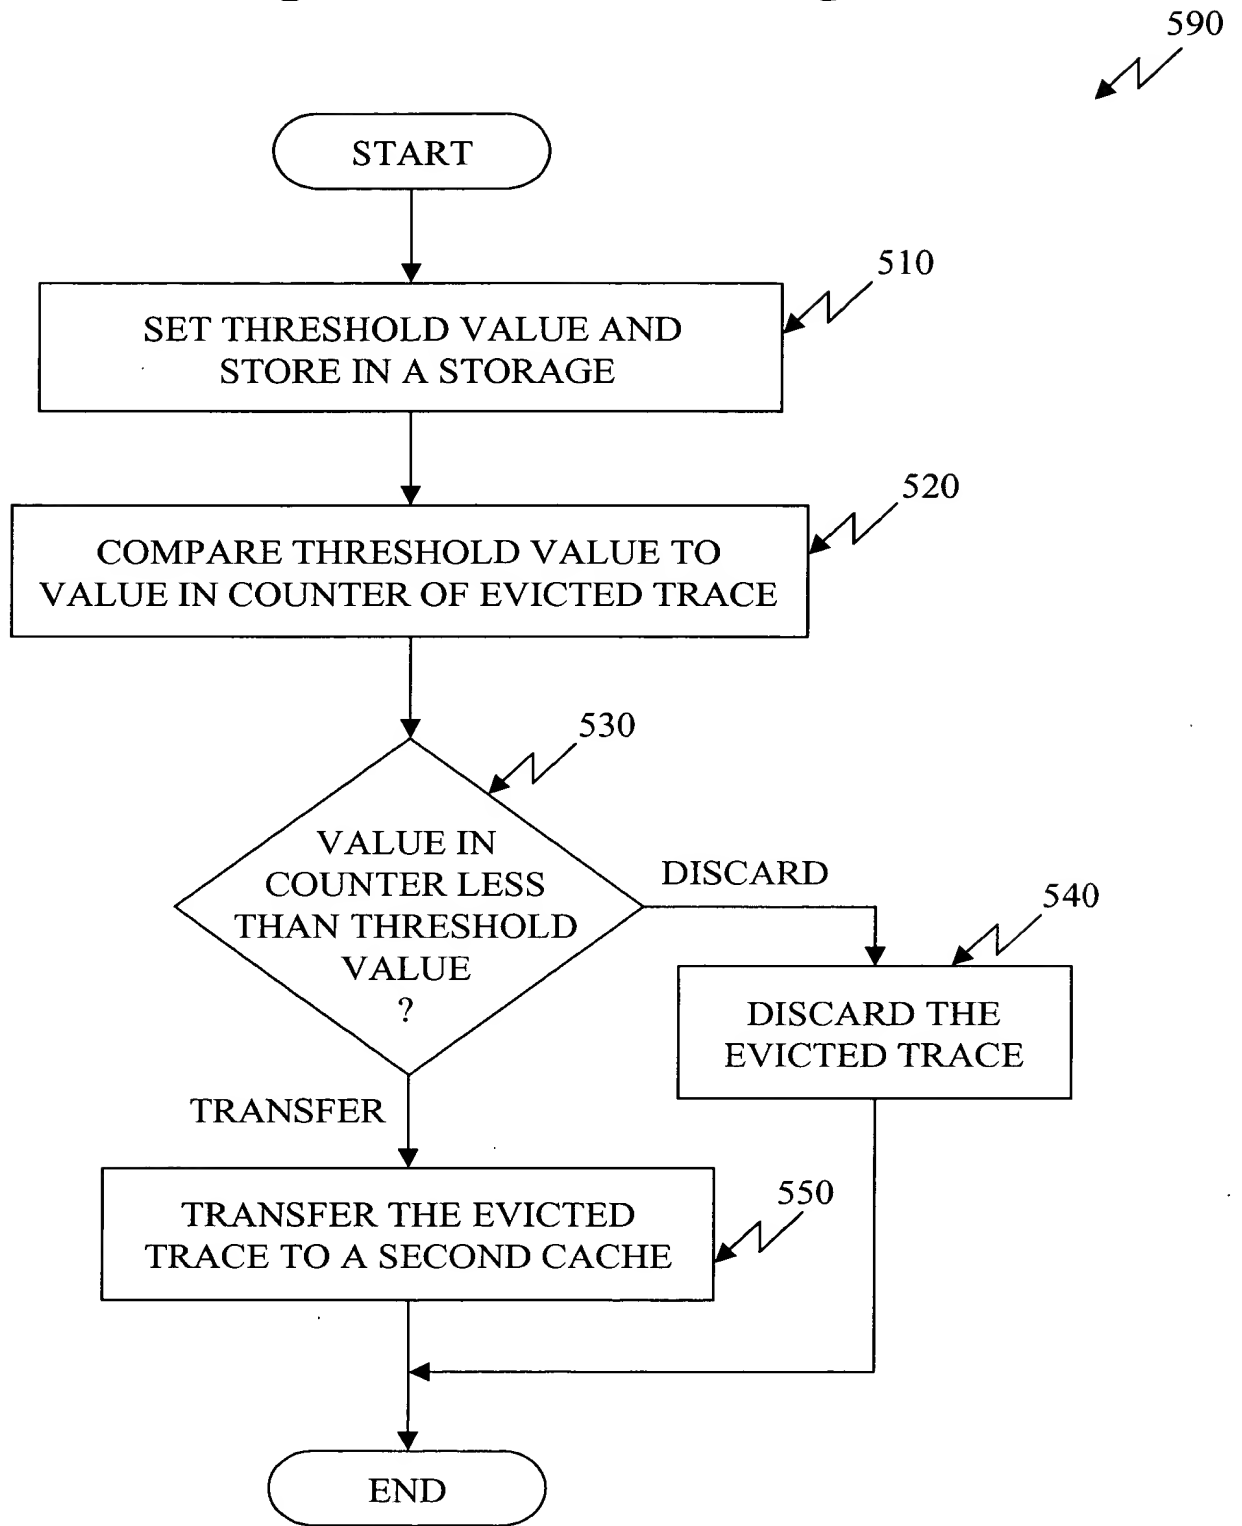 590
START
510
SET THRESHOLD VALUE AND
STORE IN A STORAGE
520
COMPARE THRESHOLD VALUE TO
VALUE IN COUNTER OF EVICTED TRACE
530
VALUE IN
COUNTER LESS
THAN THRESHOLD
VALUE
?
DISCARD
540
DISCARD THE
EVICTED TRACE
TRANSFER
550
TRANSFER THE EVICTED
TRACE TO A SECOND CACHE
END